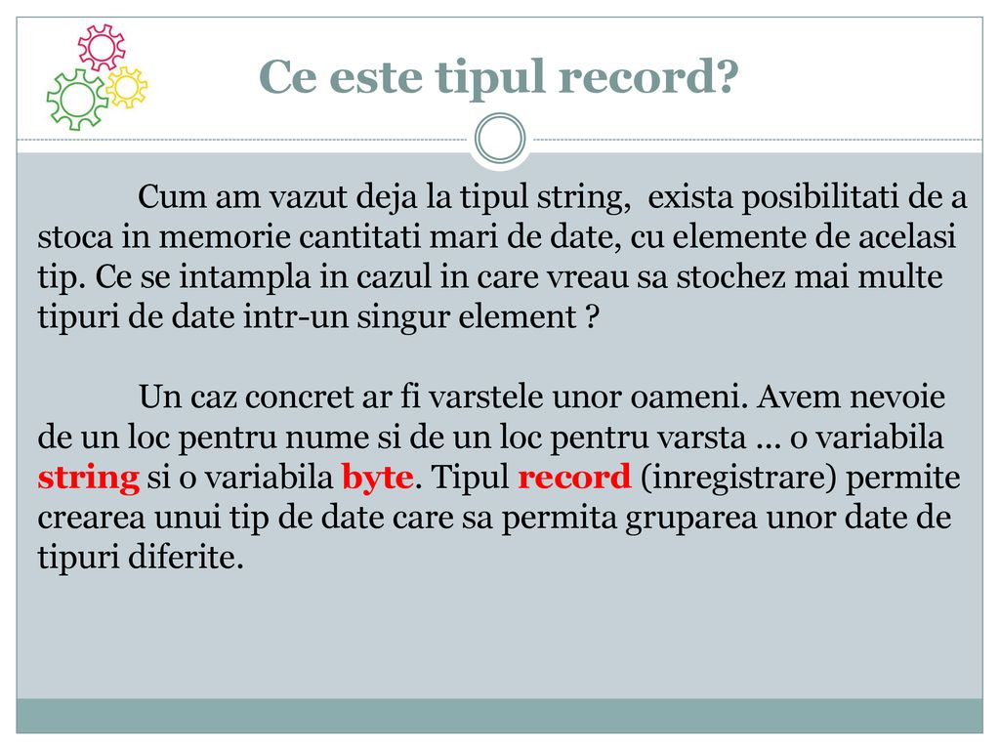 Ce este tipul record?
Cum am vazut deja la tipul string,  exista posibilitati de a
stoca in memorie cantitati mari de date, cu elemente de acelasi
tip. Ce se intampla in cazul in care vreau sa stochez mai multe
tipuri de date intr-un singur element ?
Un caz concret ar fi varstele unor oameni. Avem nevoie
de un loc pentru nume si de un loc pentru varsta ... o variabila
string si o variabila byte. Tipul record (inregistrare) permite
crearea unui tip de date care sa permita gruparea unor date de
tipuri diferite.